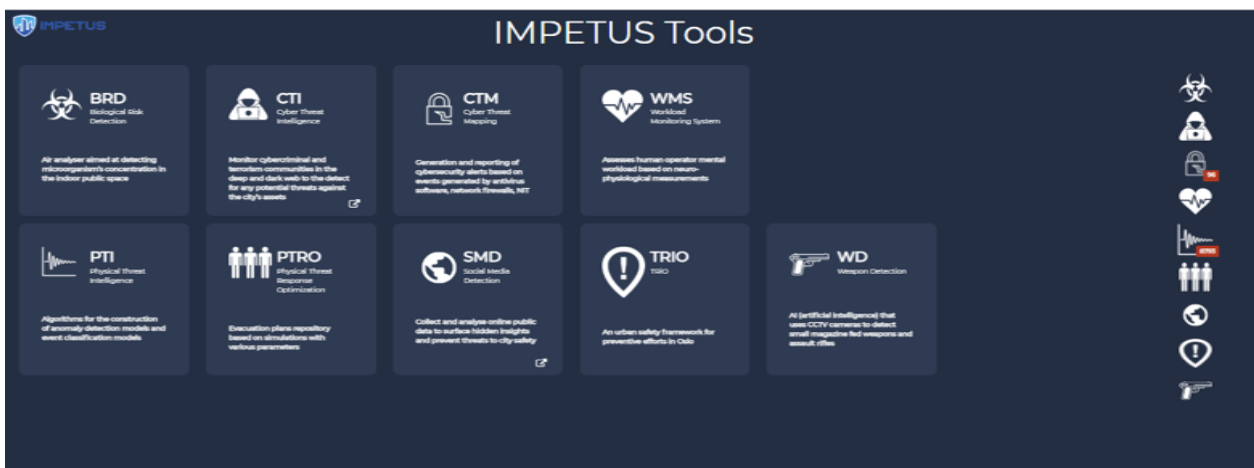 IMPETUS
IMPETUS Tools
BRD
Biological Risk
Detection
Air analyser aimed at detecting
microorganism's concentration in
the indoor public space
CTI
Cyber Threat
Intelligence
Monitor cybercriminal and
terrorism communities in the
deep and dark web to the detect
for any potential threats against
the city's assets
CTM
Cyber Threat
Mapping
Generation and reporting of
cybersecurity alerts based on
events generated by antivirus
software, network firewalls, NIT
WMS
Workload
Monitoring System
Assesses human operator mental
workload based on neuro-
physiological measurements
PTI
Physical Threat
Intelligence
Algorithms for the construction
of anomaly detection models and
event classification models
PTRO
Physical Threat
Response
Optimization
Evacuation plans repository
based on simulations with
various parameters
SMD
Social Media
Detection
Collect and analyse online public
data to surface hidden insights
and prevent threats to city safety
TRIO
TRIO
An urban safety framework for
preventive efforts in Oslo
WD
Weapon Detection
AI (artificial intelligence) that
uses CCTV cameras to detect
small magazine fed weapons and
assault rifles
96